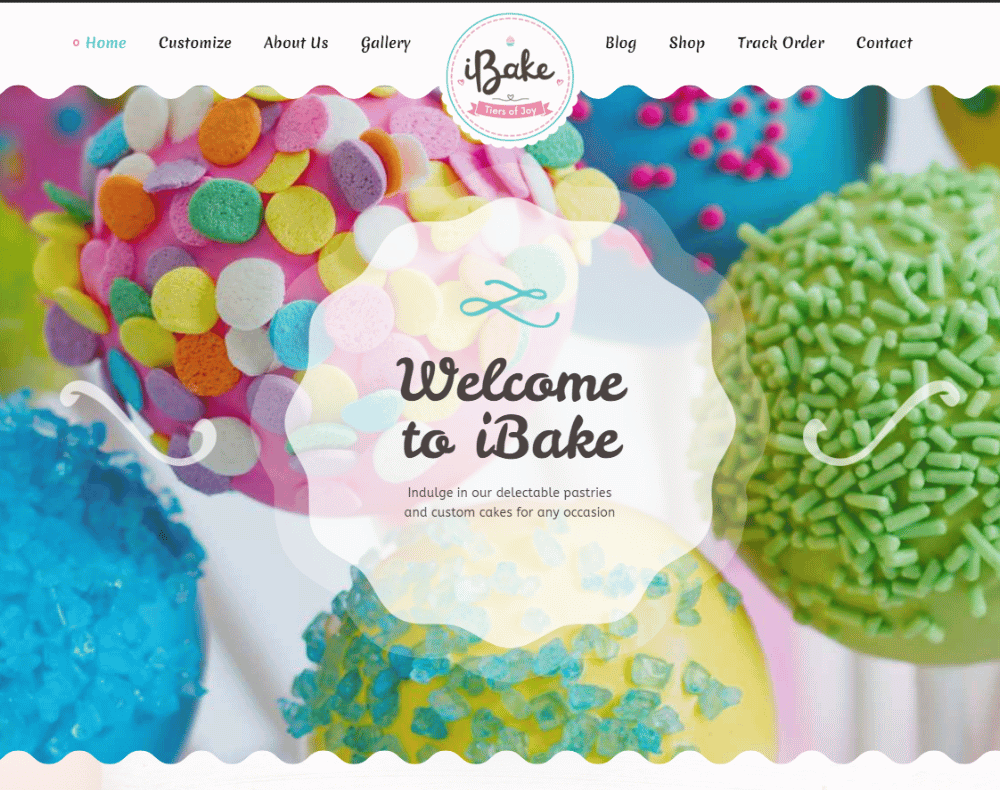 Home Customize About Us Gallery Blog Shop Track Order Contact
iBake
Tiers of Joy
Welcome
to iBake
Indulge in our delectable pastries
and custom cakes for any occasion